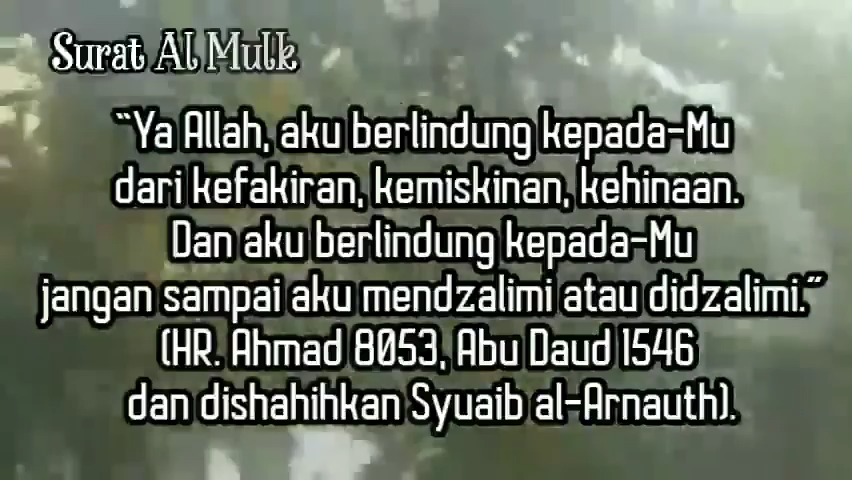 Surat Al Mulk
“Ya Allah, aku berlindung kepada-Mu
dari kefakiran, kemiskinan, kehinaan.
Dan aku berlindung kepada-Mu
jangan sampai aku mendzalimi atau didzalimi.”
(HR. Ahmad 8053, Abu Daud 1546
dan dishahihkan Syuaib al-Arnauth).